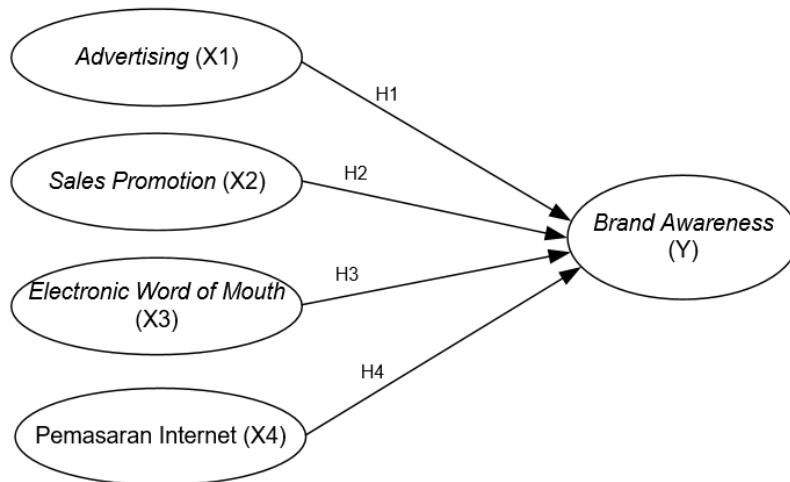 Advertising (X1)
H1
Sales Promotion (X2)
H2
Brand Awareness
(Y)
Electronic Word of Mouth
(X3)
H3
H4
Pemasaran Internet (X4)